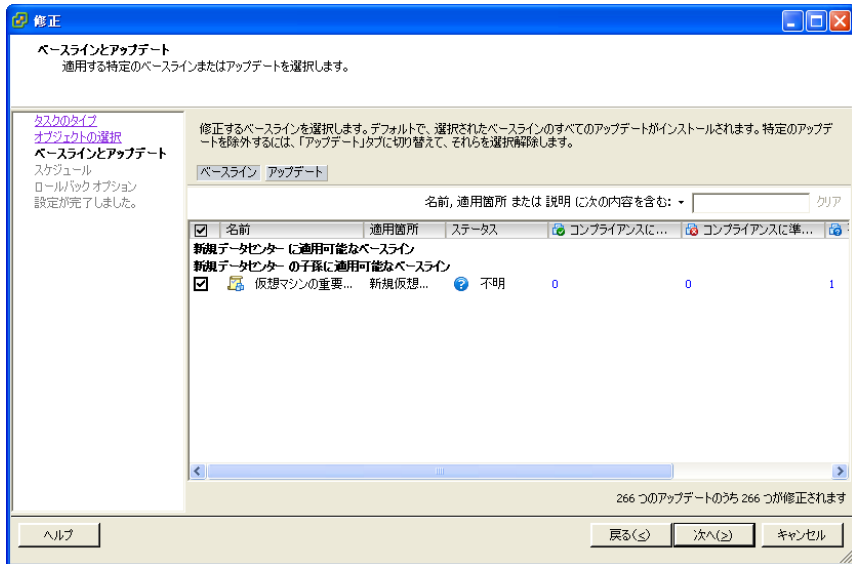 修正
ベースラインとアップデート
適用する特定のベースラインまたはアップデートを選択します。
タスクのタイプ
オブジェクトの選択
ベースラインとアップデート
スケジュール
ロールバック オプション
設定が完了しました。
修正するベースラインを選択します。デフォルトで、選択されたベースラインのすべてのアップデートがインストールされます。特定のアップデ
ートを除外するには、「アップデート」タブに切り替えて、それらを選択解除します。
ベースライン アップデート
名前, 適用箇所 または 説明 に次の内容を含む: クリア
名前 適用箇所 ステータス コンプライアンスに... コンプライアンスに準...
新規データセンター に適用可能なベースライン
新規データセンター の子孫に適用可能なベースライン
仮想マシンの重要... 新規仮想... 不明 0 0 1
266 つのアップデートのうち 266 つが修正されます
ヘルプ 戻る(≤) 次へ(≥) キャンセル